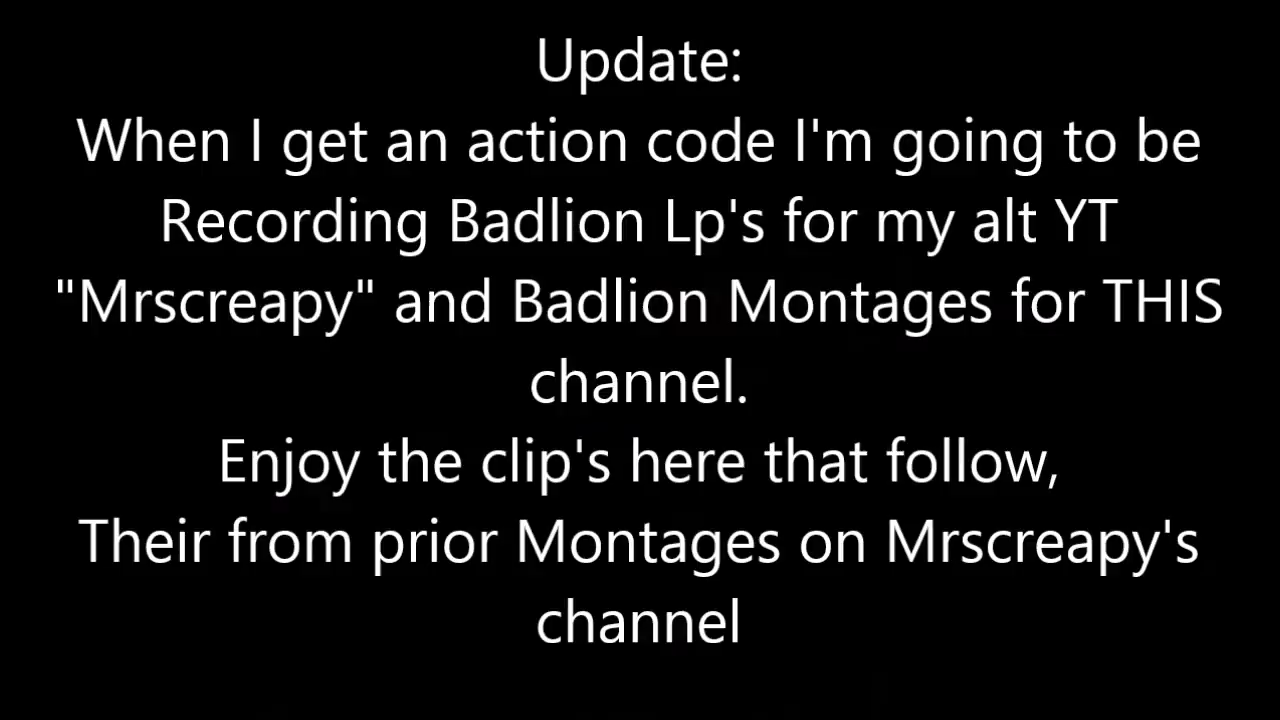 Update:
When I get an action code I'm going to be
Recording Badlion Lp's for my alt YT
"Mrscreapy" and Badlion Montages for THIS
channel.
Enjoy the clip's here that follow,
Their from prior Montages on Mrscreapy's
channel